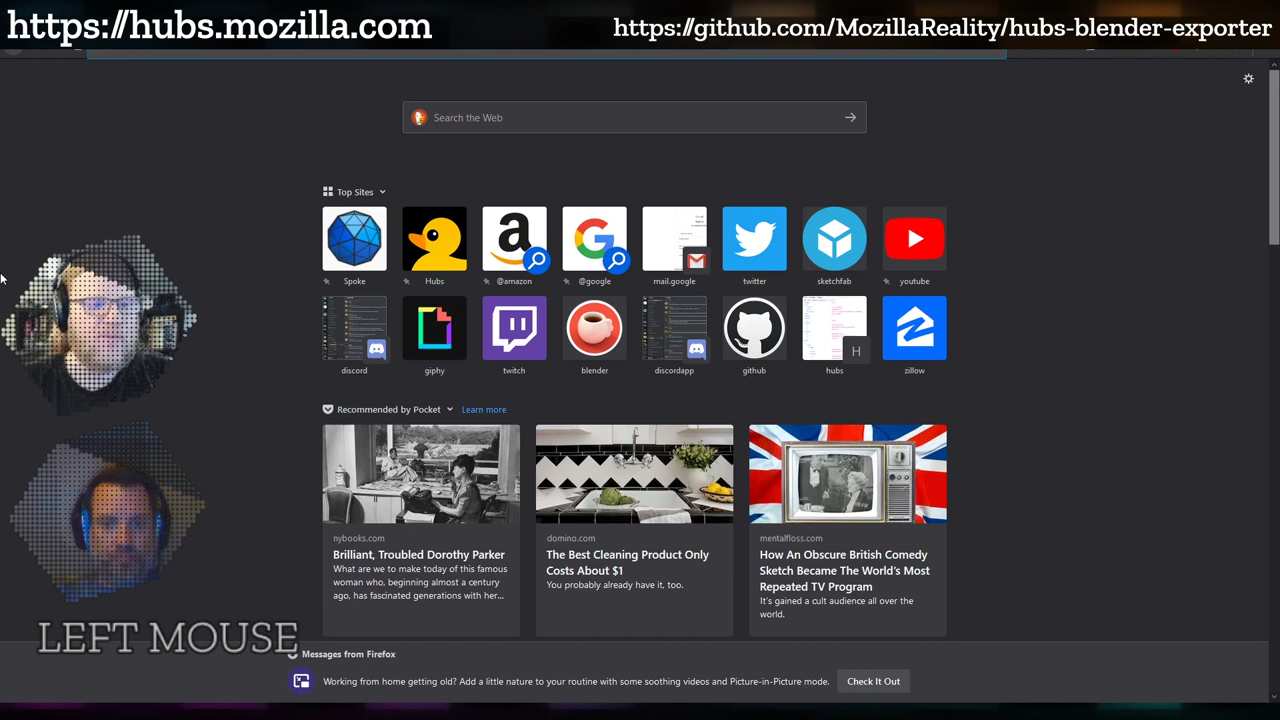 https://hubs.mozilla.com
https://github.com/MozillaReality/hubs-blender-exporter
Search the Web
Top Sites
Spoke
Hubs
@amazon
@google
mail.google
twitter
sketchfab
youtube
discord
giphy
twitch
blender
discordapp
github
H
hubs
zillow
Recommended by Pocket
Learn more
nybooks.com
Brilliant, Troubled Dorothy Parker
What are we to make today of this famous
woman who, beginning almost a century
ago, has fascinated generations with her...
domino.com
The Best Cleaning Product Only
Costs About $1
You probably already have it, too.
mentalfloss.com
How An Obscure British Comedy
Sketch Became The World's Most
Repeated TV Program
It's gained a cult audience all over the
world.
LEFT MOUSE
Messages from Firefox
Working from home getting old? Add a little nature to your routine with some soothing videos and Picture-in-Picture mode.
Check It Out